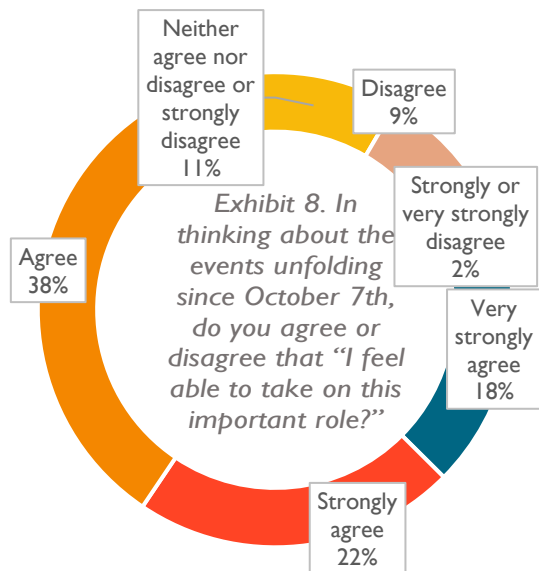 Neither
agree nor
disagree or
strongly
disagree
11%
Disagree
9%
Strongly or
very strongly
disagree
2%
Very
strongly
agree
18%
Strongly
agree
22%
Agree
38%
Exhibit 8. In
thinking about the
events unfolding
since October 7th,
do you agree or
disagree that “I feel
able to take on this
important role?”